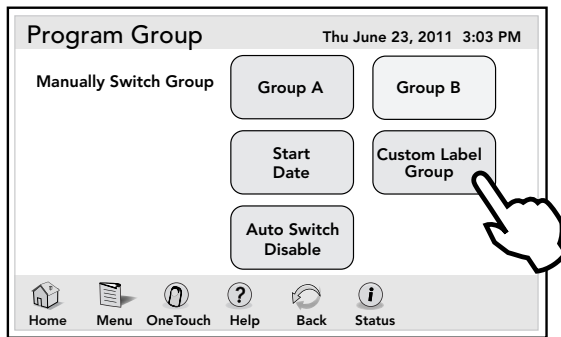 Program Group
Thu June 23, 2011 3:03 PM
Manually Switch Group
Group A
Group B
Start
Date
Custom Label
Group
Auto Switch
Disable
?
i
Home
Menu
OneTouch
Help
Back
Status